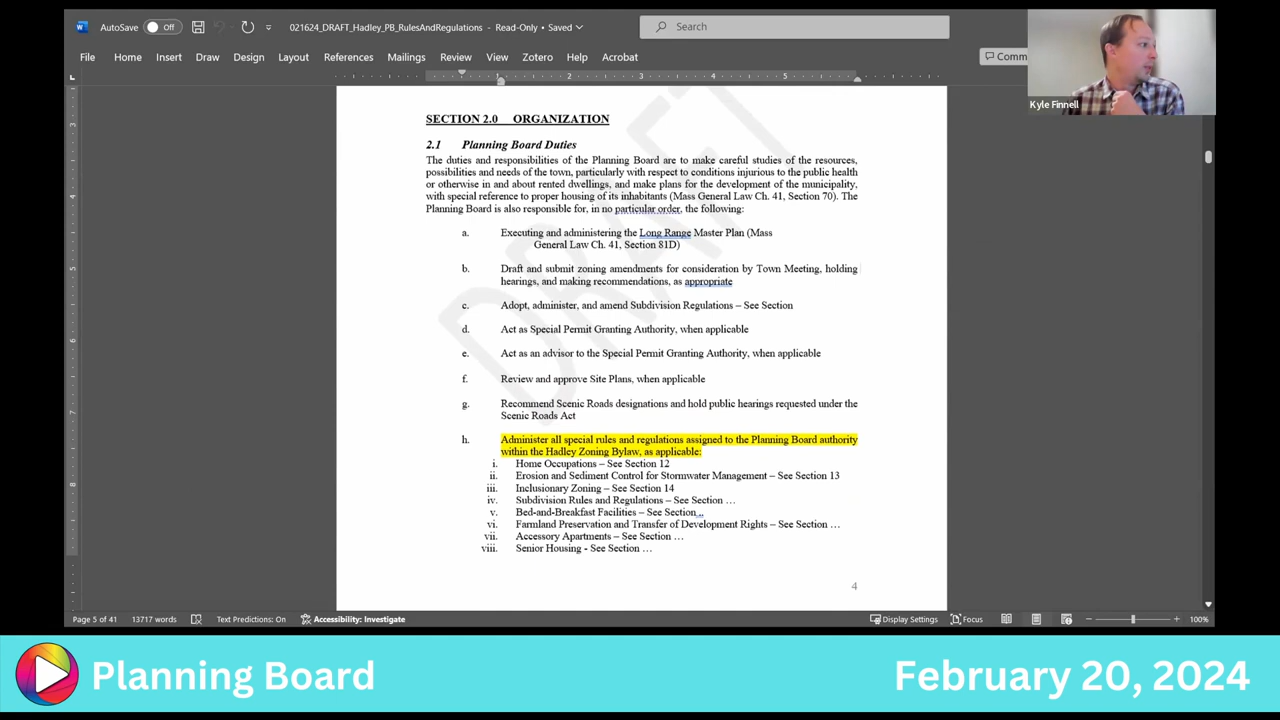 AutoSave Off 021624_DRAFT_Hadley_PB_RulesAndRegulations - Read-Only • Saved Search
File Home Insert Draw Design Layout References Mailings Review View Zotero Help Acrobat Comm
Kyle Finnell
1 2 3 4 5
3
4
5
6
7
8
DRAFT
SECTION 2.0 ORGANIZATION
2.1 Planning Board Duties
The duties and responsibilities of the Planning Board are to make careful studies of the resources,
possibilities and needs of the town, particularly with respect to conditions injurious to the public health
or otherwise in and about rented dwellings, and make plans for the development of the municipality,
with special reference to proper housing of its inhabitants (Mass General Law Ch. 41, Section 70). The
Planning Board is also responsible for, in no particular order, the following:
a. Executing and administering the Long Range Master Plan (Mass
General Law Ch. 41, Section 81D)
b. Draft and submit zoning amendments for consideration by Town Meeting, holding
hearings, and making recommendations, as appropriate
c. Adopt, administer, and amend Subdivision Regulations – See Section
d. Act as Special Permit Granting Authority, when applicable
e. Act as an advisor to the Special Permit Granting Authority, when applicable
f. Review and approve Site Plans, when applicable
g. Recommend Scenic Roads designations and hold public hearings requested under the
Scenic Roads Act
h. Administer all special rules and regulations assigned to the Planning Board authority
within the Hadley Zoning Bylaw, as applicable:
i. Home Occupations – See Section 12
ii. Erosion and Sediment Control for Stormwater Management – See Section 13
iii. Inclusionary Zoning – See Section 14
iv. Subdivision Rules and Regulations – See Section …
v. Bed-and-Breakfast Facilities – See Section ..
vi. Farmland Preservation and Transfer of Development Rights – See Section …
vii. Accessory Apartments – See Section …
viii. Senior Housing - See Section …
4
Page 5 of 41 13717 words Text Predictions: On Accessibility: Investigate Display Settings Focus 100%
Planning Board February 20, 2024